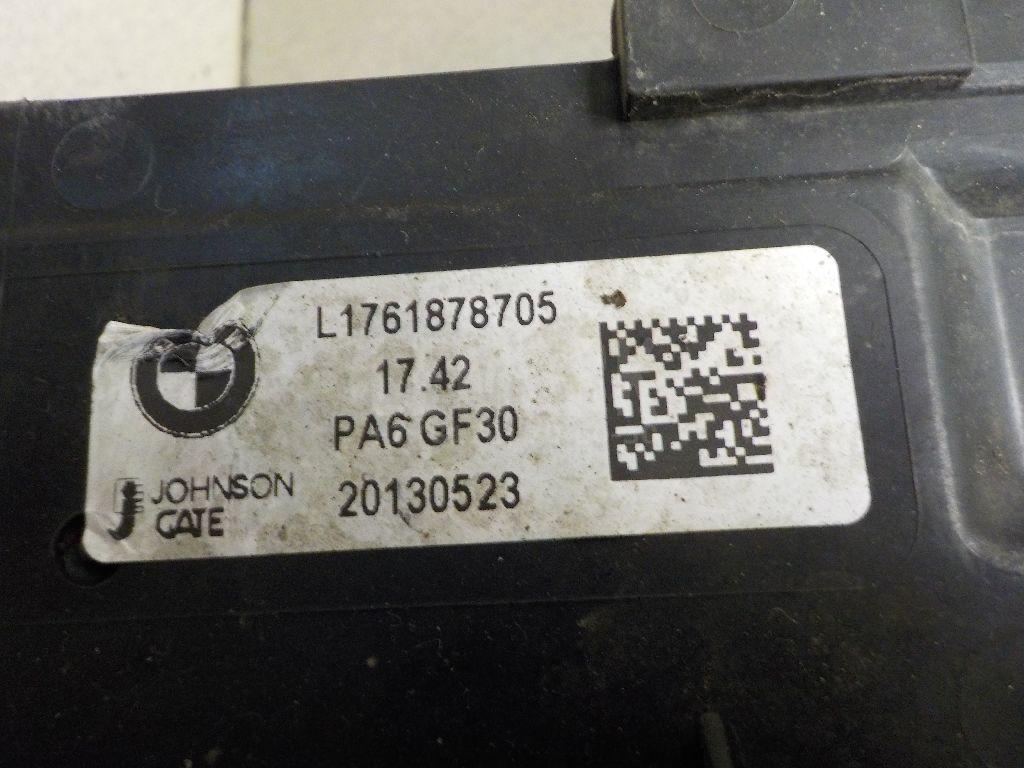 L1761878705
17.42
PA6 GF30
20130523
JOHNSON
GATE